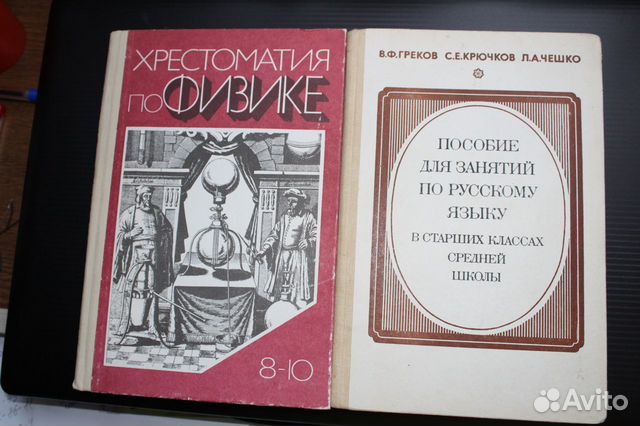 ХРЕСТОМАТИЯ
ПО ФИЗИКЕ
8-10
В.Ф.ГРЕКОВ С.Е.КРЮЧКОВ Л.А.ЧЕШКО
ПОСОБИЕ
ДЛЯ ЗАНЯТИЙ
ПО РУССКОМУ
ЯЗЫКУ
В СТАРШИХ КЛАССАХ
СРЕДНЕЙ
ШКОЛЫ
Avito